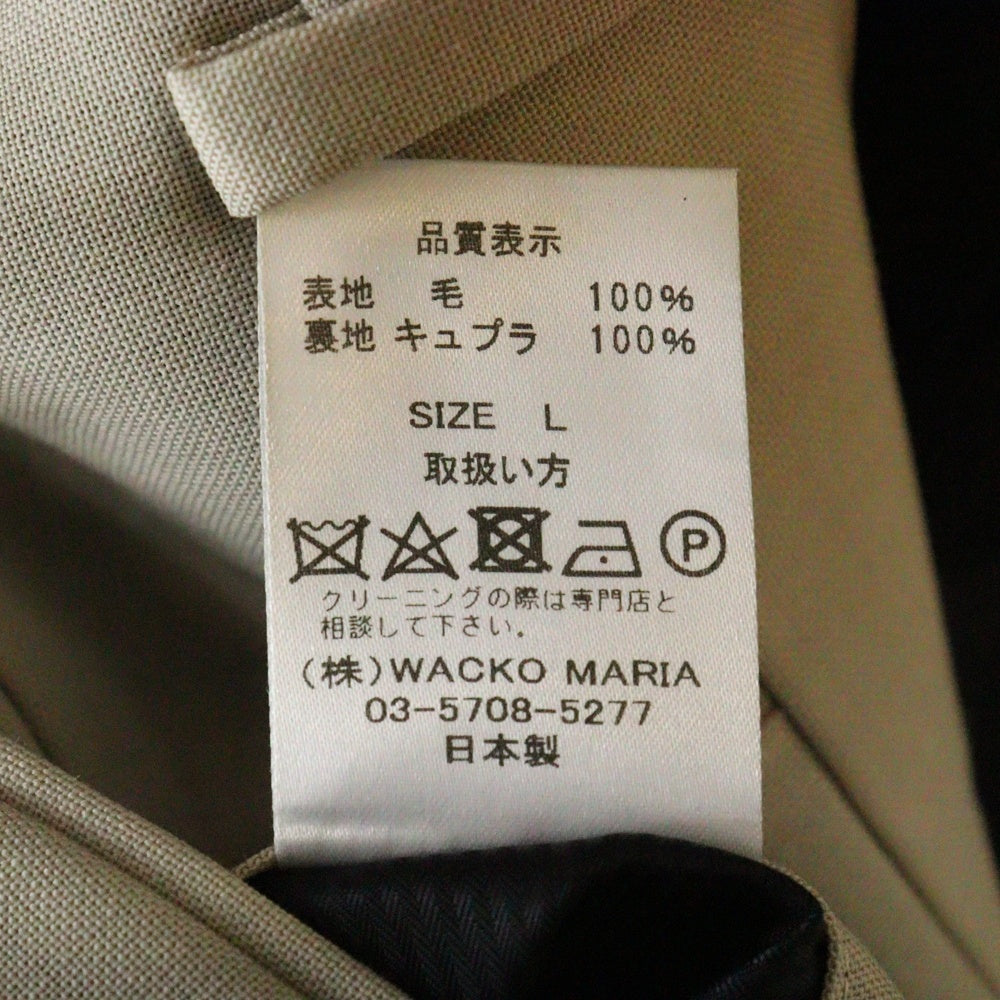 品質表示
表地 毛 100%
裏地 キュプラ 100%
SIZE L
取扱い方
P
クリーニングの際は専門店と
相談して下さい。
(株)WACKO MARIA
03-5708-5277
日本製